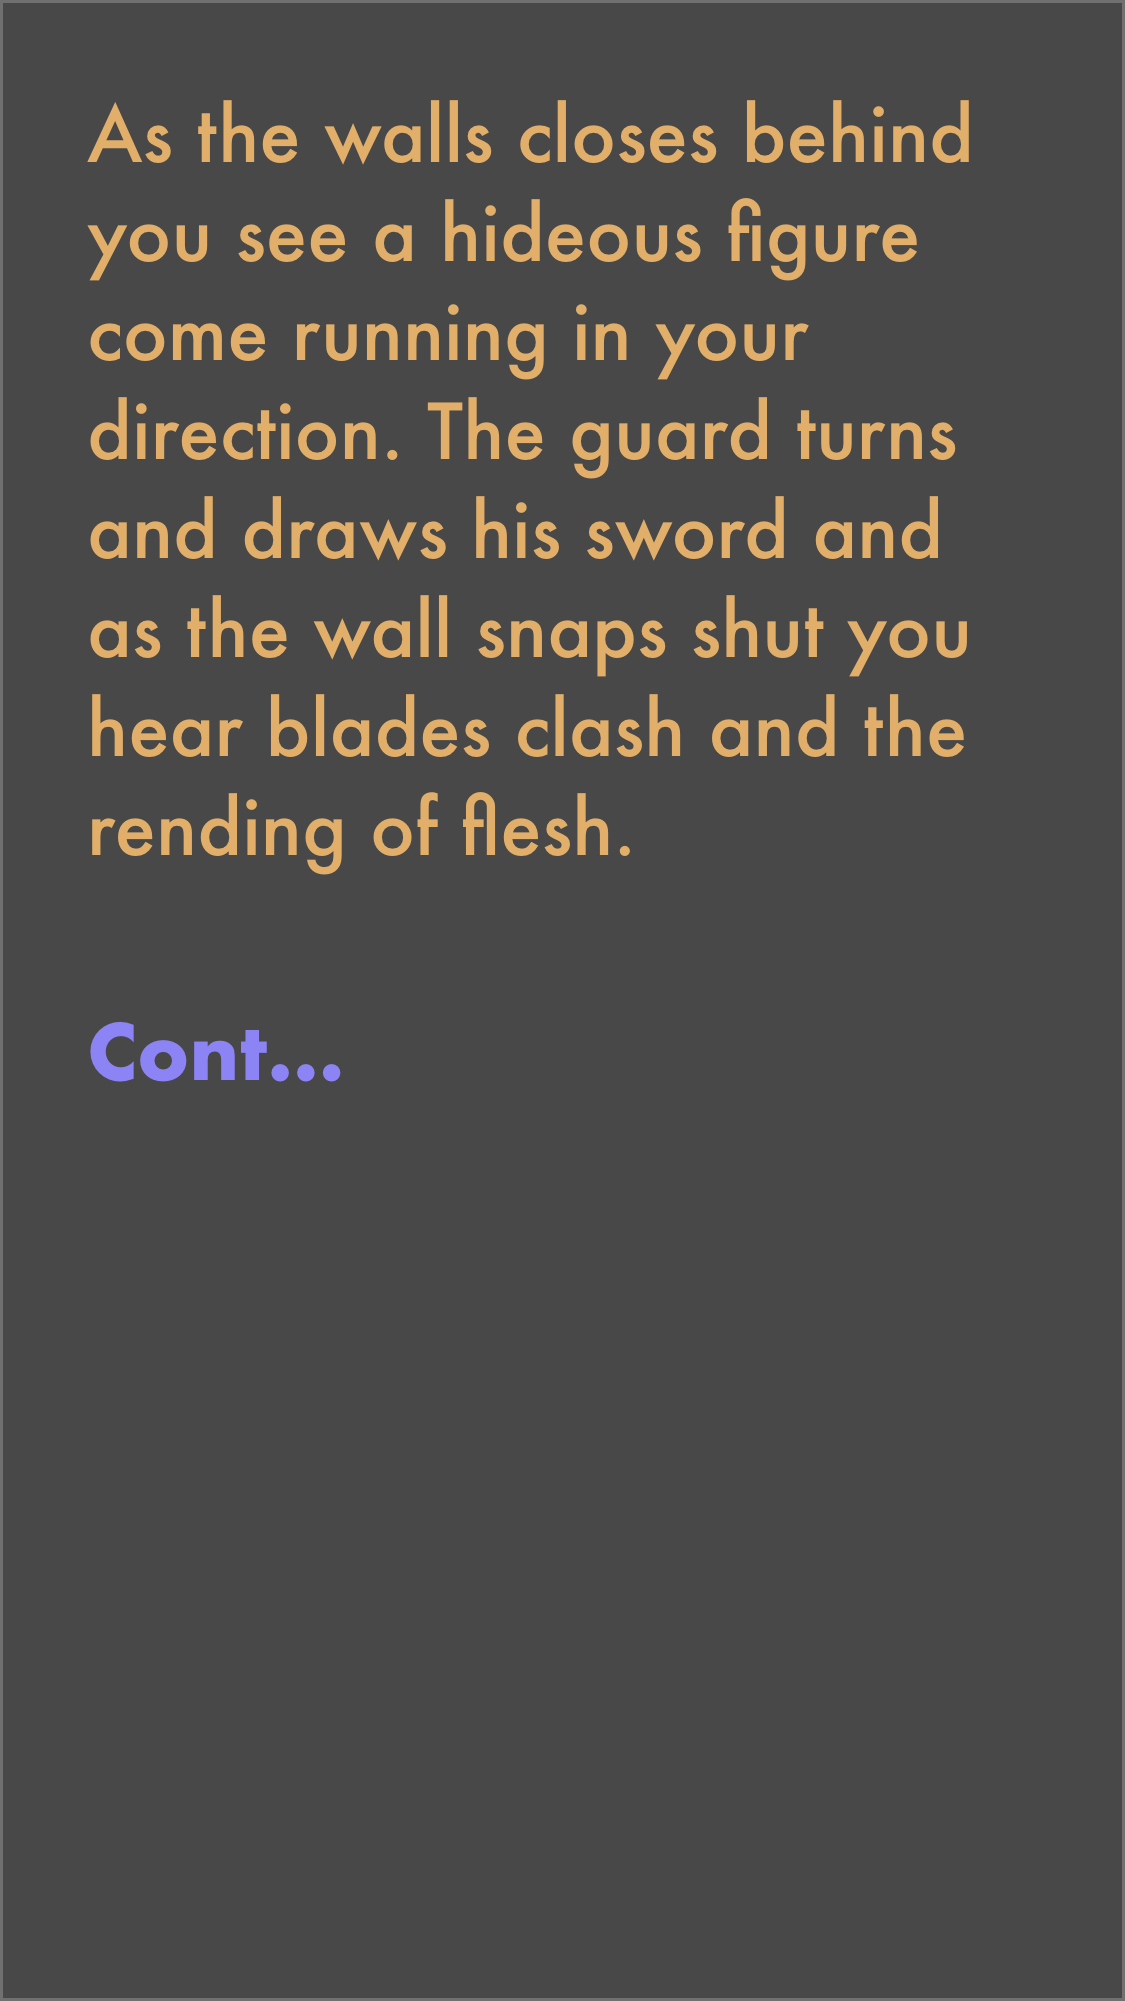 As the walls closes behind
you see a hideous figure
come running in your
direction. The guard turns
and draws his sword and
as the wall snaps shut you
hear blades clash and the
rending of flesh.
Cont...